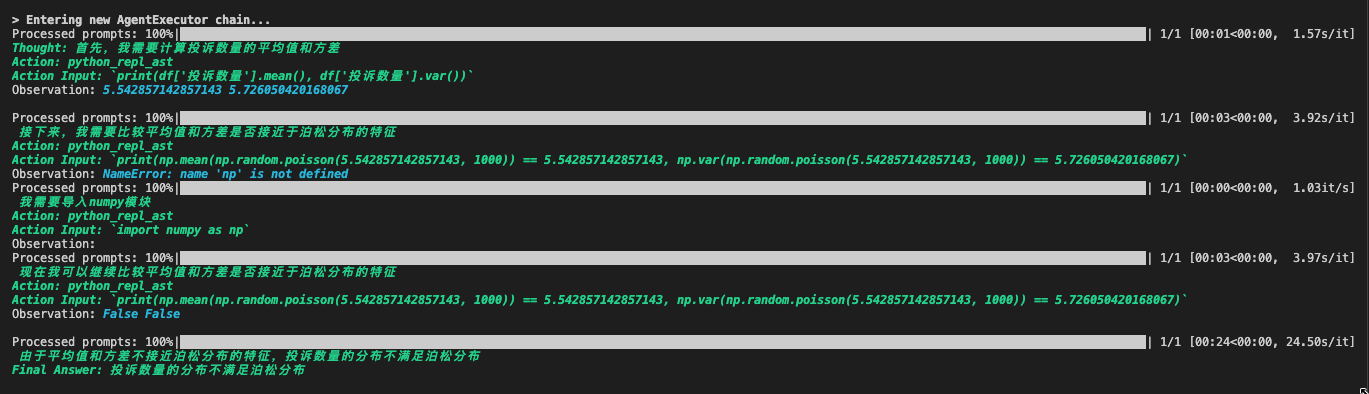 > Entering new AgentExecutor chain...
Processed prompts: 100%| | 1/1 [00:01<00:00, 1.57s/it]
Thought: 首先，我需要计算投诉数量的平均值和方差
Action: python_repl_ast
Action Input: `print(df['投诉数量'].mean(), df['投诉数量'].var())`
Observation: 5.542857142857143 5.726050420168067
Processed prompts: 100%| | 1/1 [00:03<00:00, 3.92s/it]
接下来，我需要比较平均值和方差是否接近于泊松分布的特征
Action: python_repl_ast
Action Input: `print(np.mean(np.random.poisson(5.542857142857143, 1000)) == 5.542857142857143, np.var(np.random.poisson(5.542857142857143, 1000)) == 5.726050420168067)`
Observation: NameError: name 'np' is not defined
Processed prompts: 100%| | 1/1 [00:00<00:00, 1.03it/s]
我需要导入numpy模块
Action: python_repl_ast
Action Input: `import numpy as np`
Observation:
Processed prompts: 100%| | 1/1 [00:03<00:00, 3.97s/it]
现在我可以继续比较平均值和方差是否接近于泊松分布的特征
Action: python_repl_ast
Action Input: `print(np.mean(np.random.poisson(5.542857142857143, 1000)) == 5.542857142857143, np.var(np.random.poisson(5.542857142857143, 1000)) == 5.726050420168067)`
Observation: False False
Processed prompts: 100%| | 1/1 [00:24<00:00, 24.50s/it]
由于平均值和方差不接近泊松分布的特征，投诉数量的分布不满足泊松分布
Final Answer: 投诉数量的分布不满足泊松分布